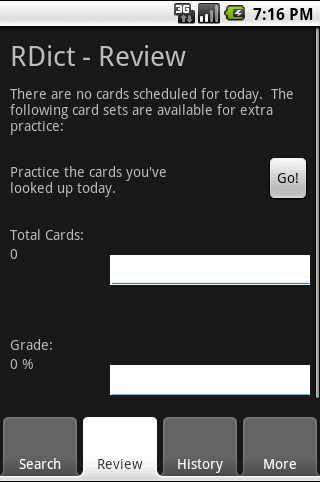 3G 7:16 PM
RDict - Review
There are no cards scheduled for today. The
following card sets are available for extra
practice:
Practice the cards you've
looked up today.
Go!
Total Cards:
0
Grade:
0 %
Search Review History More